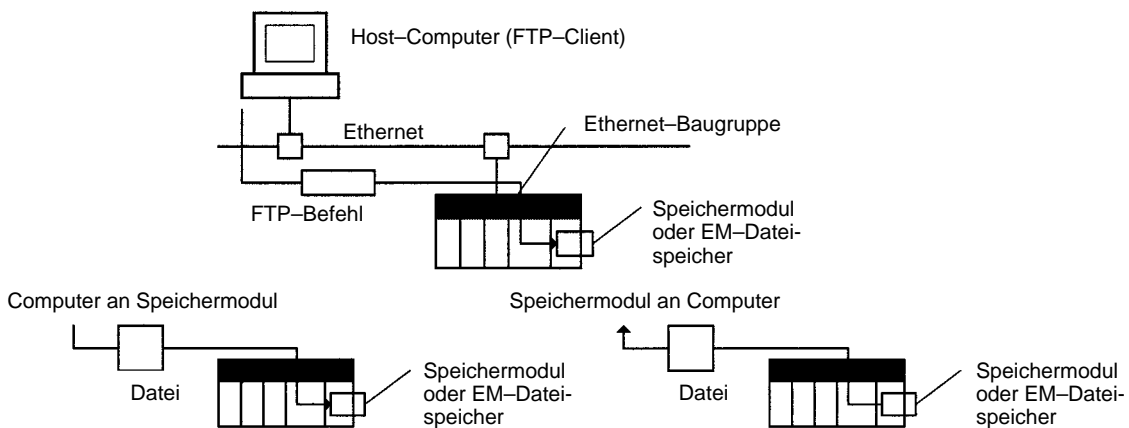 Host–Computer (FTP–Client)
Ethernet
Ethernet–Baugruppe
FTP–Befehl
Speichermodul
oder EM–Datei-
speicher
Computer an Speichermodul
Datei
Speichermodul
oder EM–Datei-
speicher
Speichermodul an Computer
Datei
Speichermodul
oder EM–Datei-
speicher